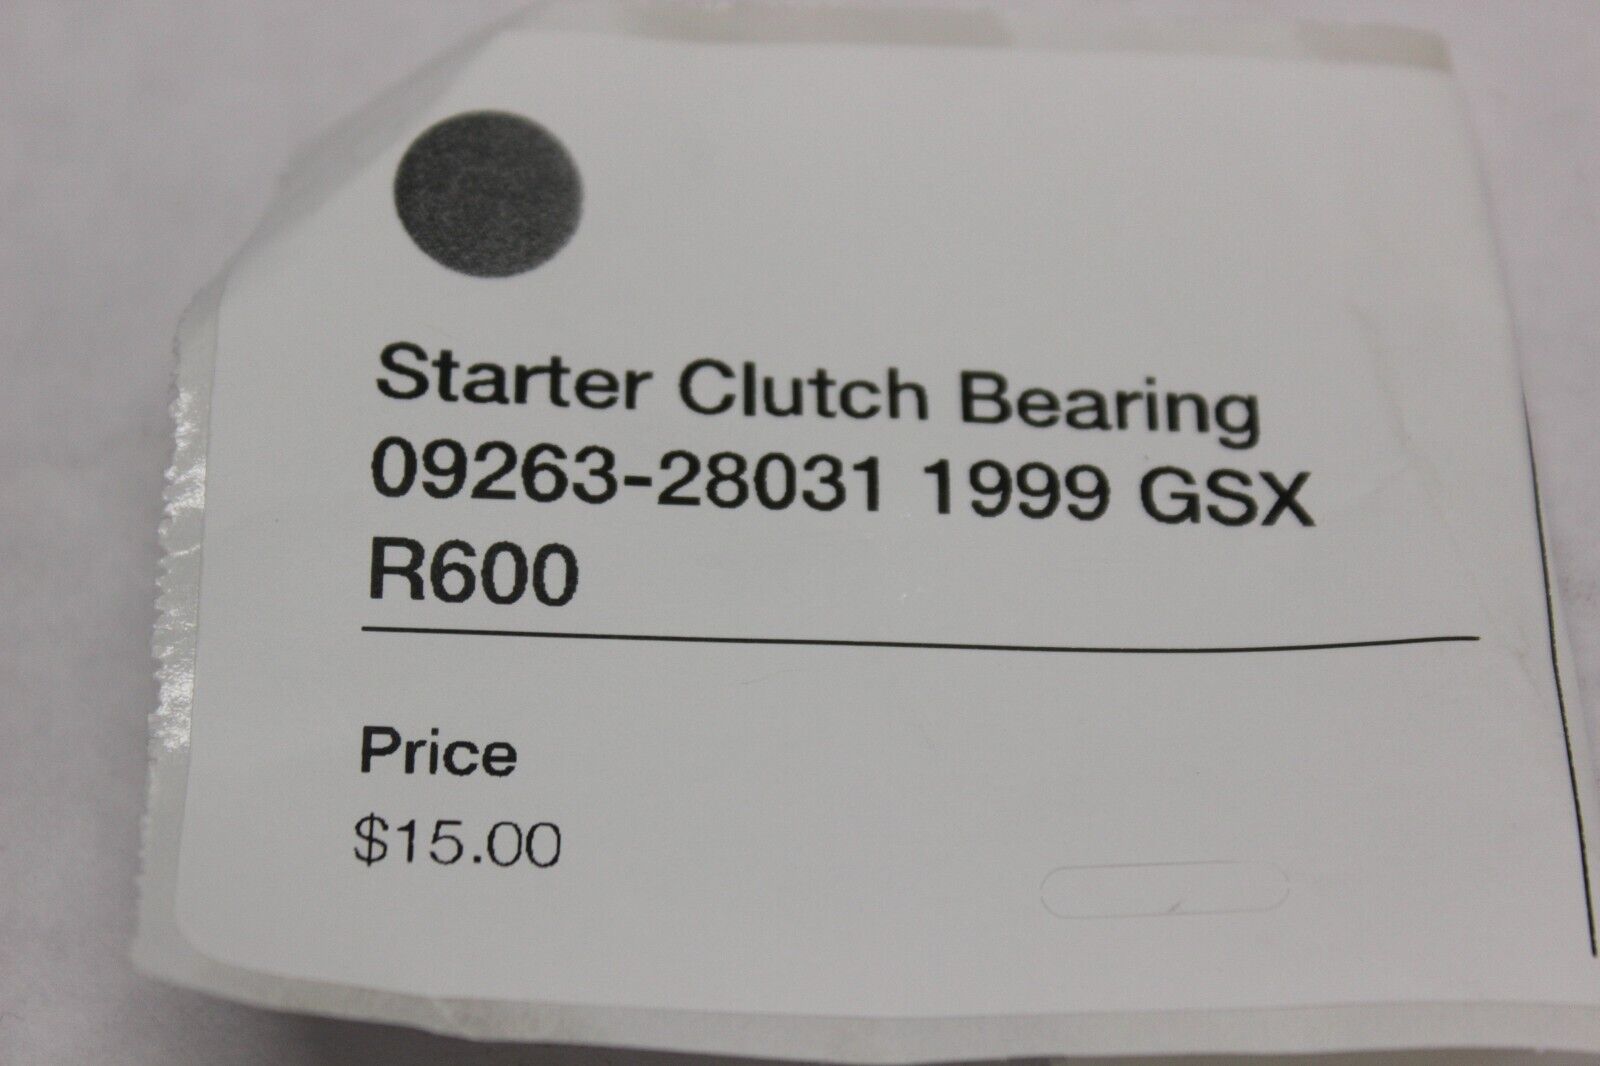 Starter Clutch Bearing
09263-28031 1999 GSX
R600
Price
$15.00